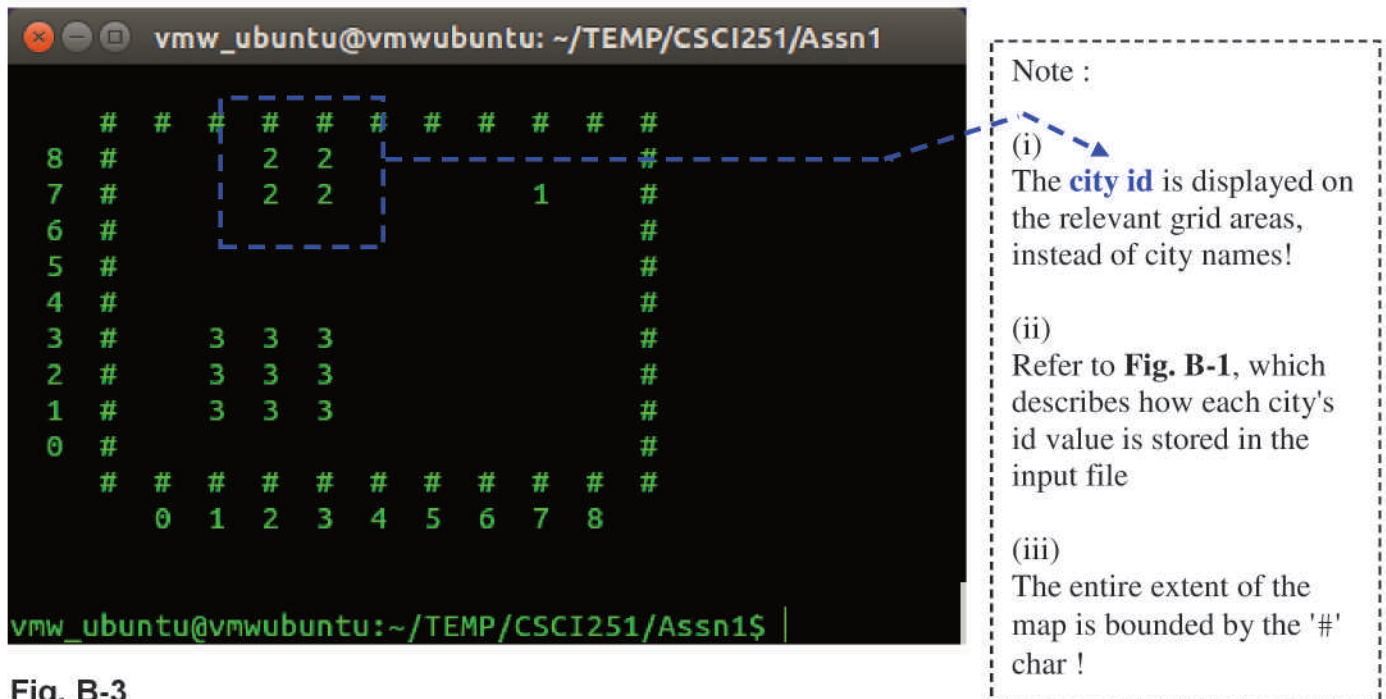 vmw_ubuntu@vmwubuntu: ~/TEMP/CSCI251/Assn1
# # # # # # # # # # #
8 # 2 2 #
7 # 2 2 1 #
6 # #
5 # #
4 # #
3 # 3 3 3 #
2 # 3 3 3 #
1 # 3 3 3 #
0 # #
# # # # # # # # # # #
0 1 2 3 4 5 6 7 8
vmw_ubuntu@vmwubuntu:~/TEMP/CSCI251/Assn1$
Fig. B-3
Note :
(i)
The city id is displayed on
the relevant grid areas,
instead of city names!
(ii)
Refer to Fig. B-1, which
describes how each city's
id value is stored in the
input file
(iii)
The entire extent of the
map is bounded by the '#'
char !